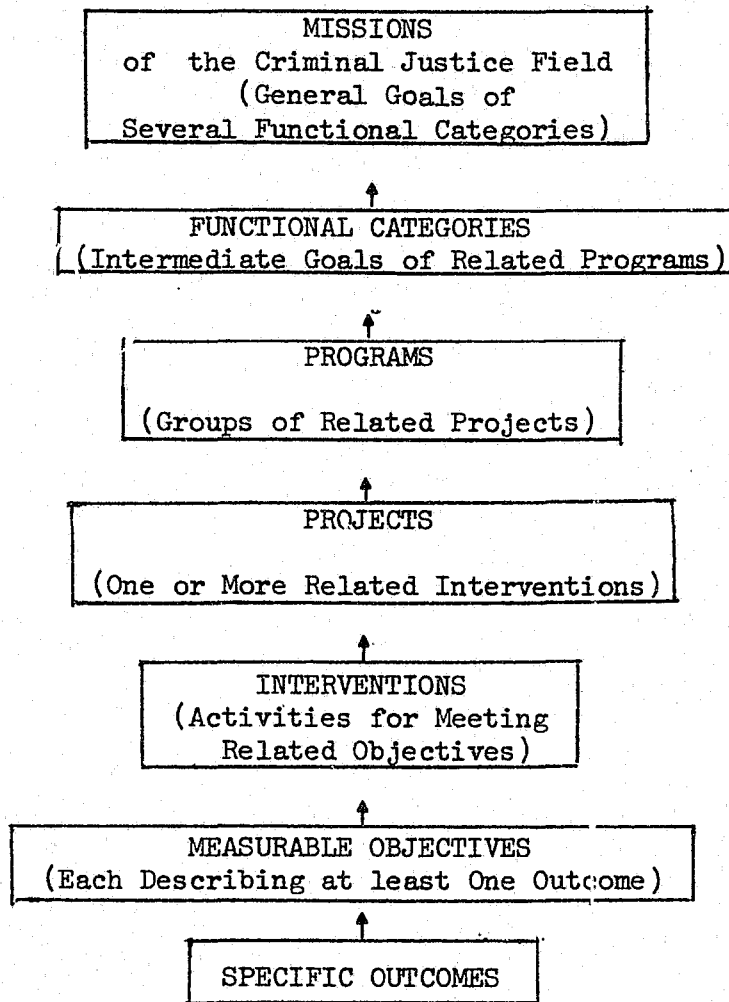 MISSIONS
of the Criminal Justice Field
(General Goals of
Several Functional Categories)
FUNCTIONAL CATEGORIES
(Intermediate Goals of Related Programs)
PROGRAMS
(Groups of Related Projects)
PROJECTS
(One or More Related Interventions)
INTERVENTIONS
(Activities for Meeting
Related Objectives)
MEASURABLE OBJECTIVES
(Each Describing at least One Outcome)
SPECIFIC OUTCOMES